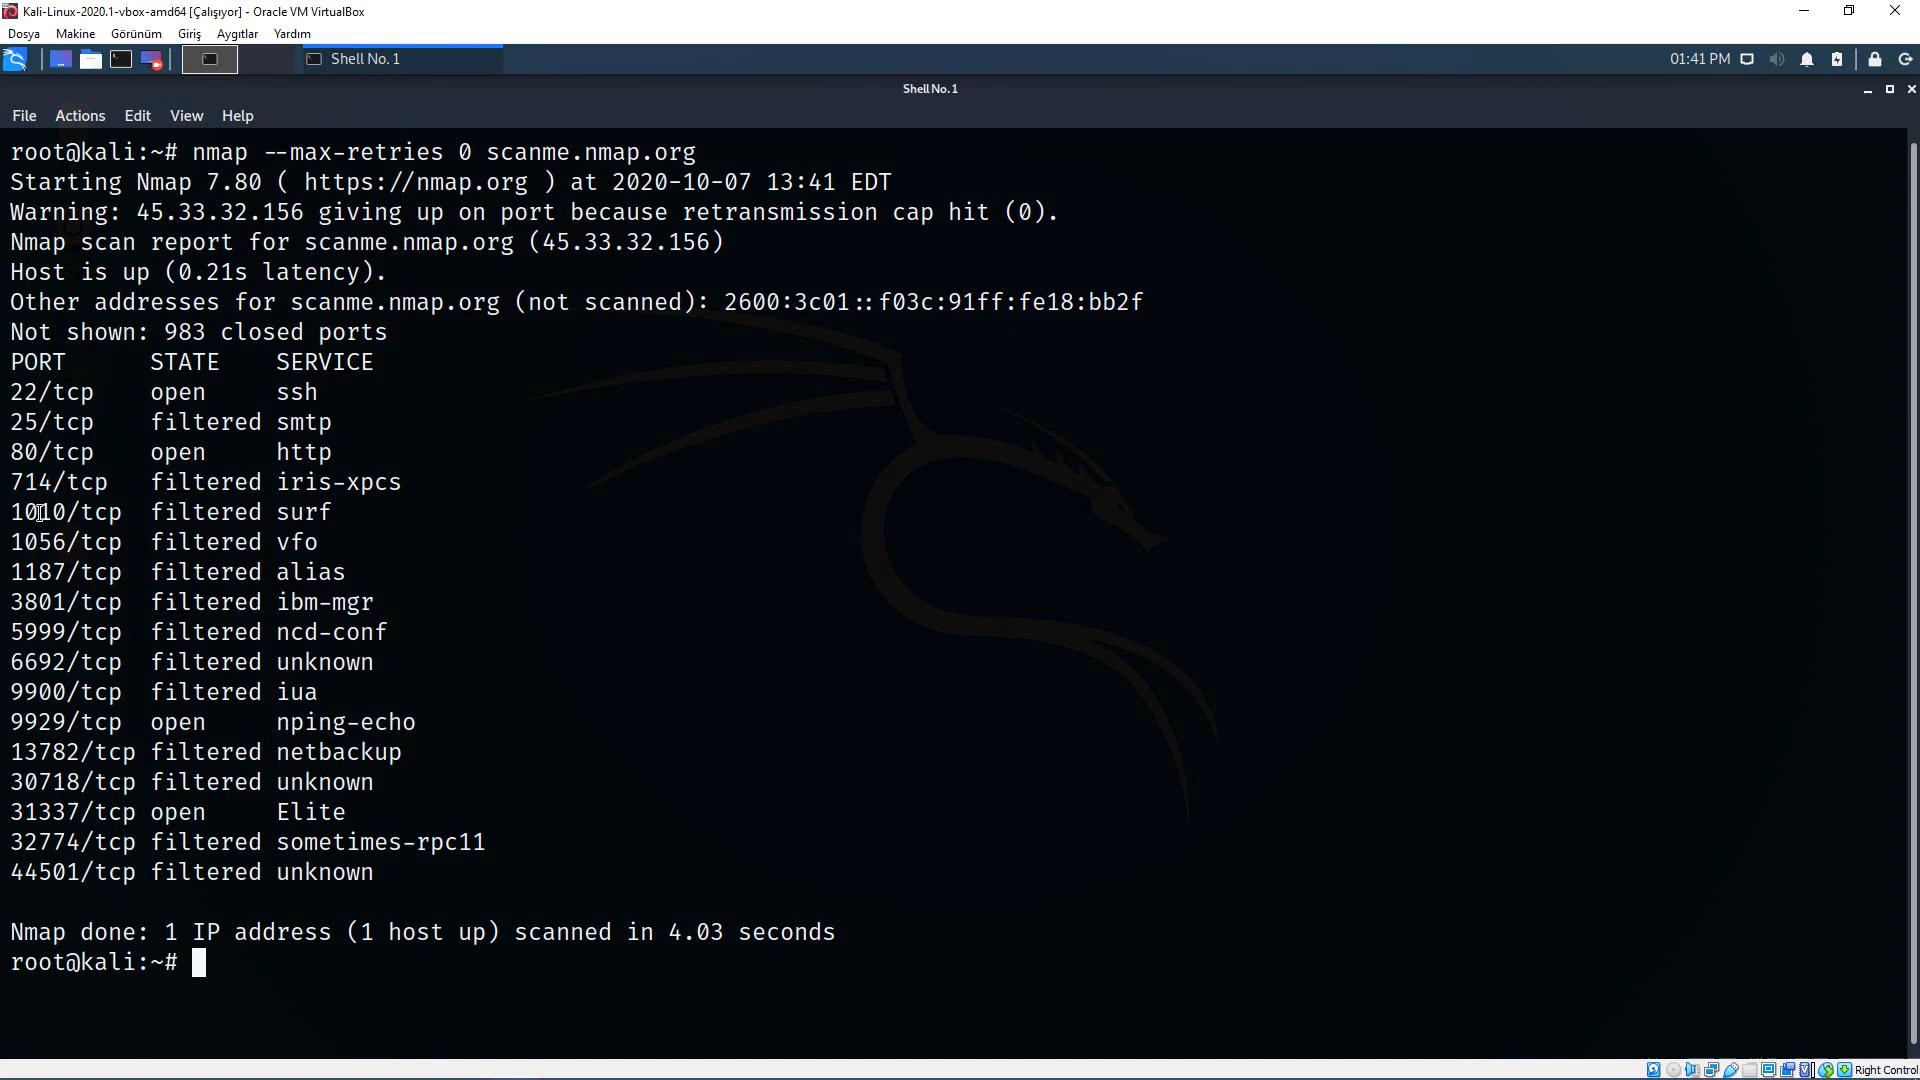 Kali-Linux-2020.1-vbox-amd64 [Çalışıyor] - Oracle VM VirtualBox
Dosya Makine Görünüm Giriş Aygıtlar Yardım
Shell No. 1
01:41 PM
Shell No. 1
File Actions Edit View Help
root@kali:~# nmap --max-retries 0 scanme.nmap.org
Starting Nmap 7.80 ( https://nmap.org ) at 2020-10-07 13:41 EDT
Warning: 45.33.32.156 giving up on port because retransmission cap hit (0).
Nmap scan report for scanme.nmap.org (45.33.32.156)
Host is up (0.21s latency).
Other addresses for scanme.nmap.org (not scanned): 2600:3c01::f03c:91ff:fe18:bb2f
Not shown: 983 closed ports
PORT STATE SERVICE
22/tcp open ssh
25/tcp filtered smtp
80/tcp open http
714/tcp filtered iris-xpcs
1010/tcp filtered surf
1056/tcp filtered vfo
1187/tcp filtered alias
3801/tcp filtered ibm-mgr
5999/tcp filtered ncd-conf
6692/tcp filtered unknown
9900/tcp filtered iua
9929/tcp open nping-echo
13782/tcp filtered netbackup
30718/tcp filtered unknown
31337/tcp open Elite
32774/tcp filtered sometimes-rpc11
44501/tcp filtered unknown
Nmap done: 1 IP address (1 host up) scanned in 4.03 seconds
root@kali:~#
Right Control